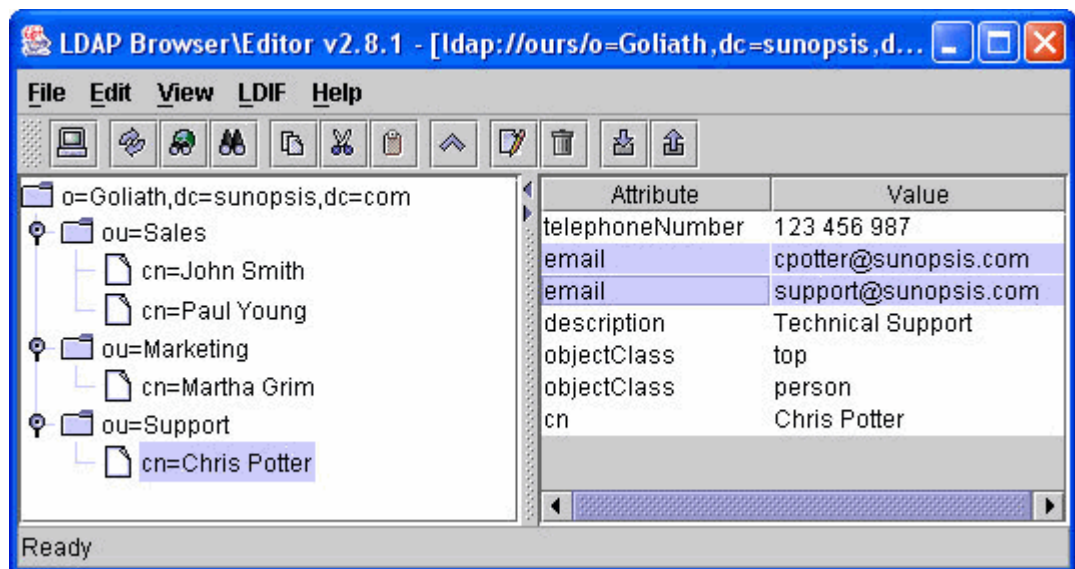 LDAP Browser\Editor v2.8.1 - [ldap://ours/o=Goliath,dc=sunopsis,d...
File Edit View LDIF Help
o=Goliath,dc=sunopsis,dc=com
ou=Sales
cn=John Smith
cn=Paul Young
ou=Marketing
cn=Martha Grim
ou=Support
cn=Chris Potter
Attribute Value
telephoneNumber 123 456 987
email cpotter@sunopsis.com
email support@sunopsis.com
description Technical Support
objectClass top
objectClass person
cn Chris Potter
Ready